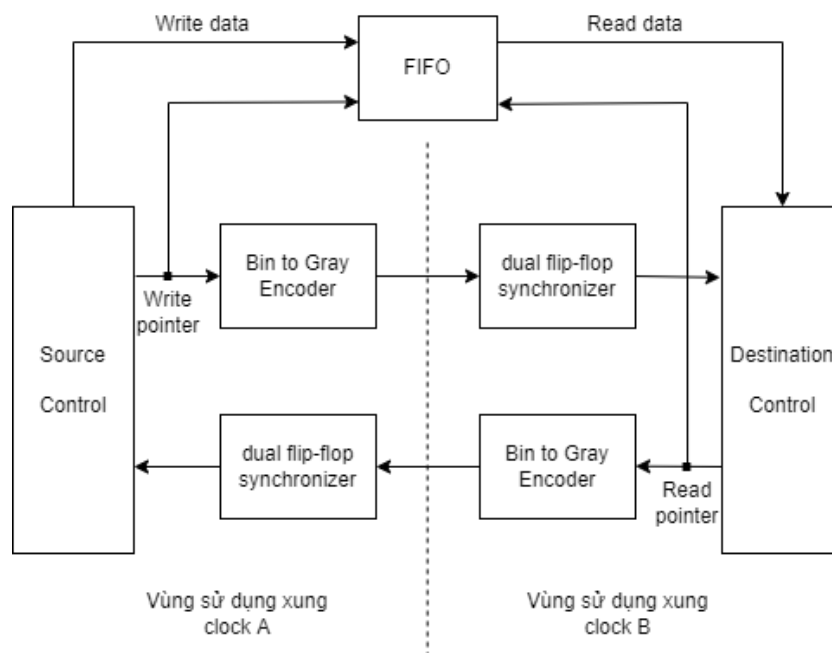 Write data
Read data
FIFO
Bin to Gray
Encoder
dual flip-flop
synchronizer
Write
pointer
Source
Control
Destination
Control
dual flip-flop
synchronizer
Bin to Gray
Encoder
Read
pointer
Vùng sử dụng xung
clock A
Vùng sử dụng xung
clock B